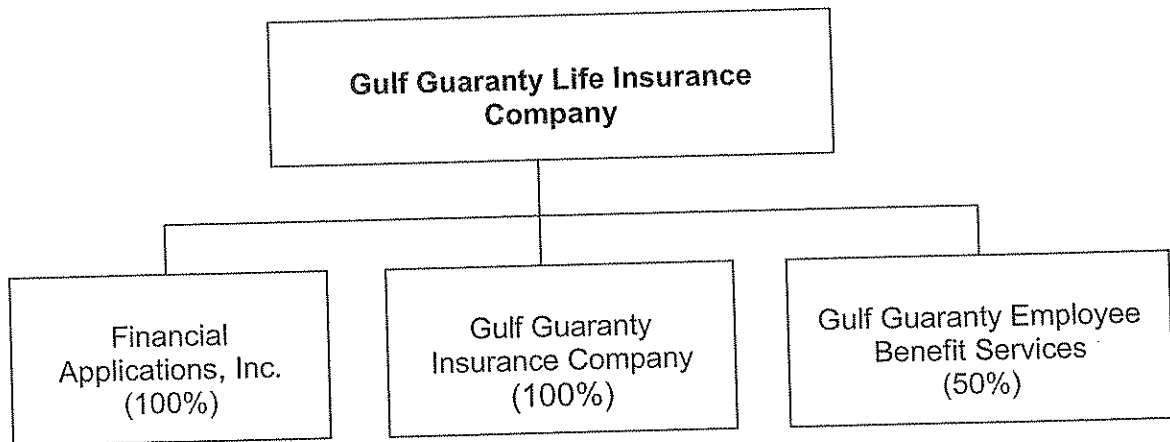 Gulf Guaranty Life Insurance
Company
Financial
Applications, Inc.
(100%)
Gulf Guaranty
Insurance Company
(100%)
Gulf Guaranty Employee
Benefit Services
(50%)